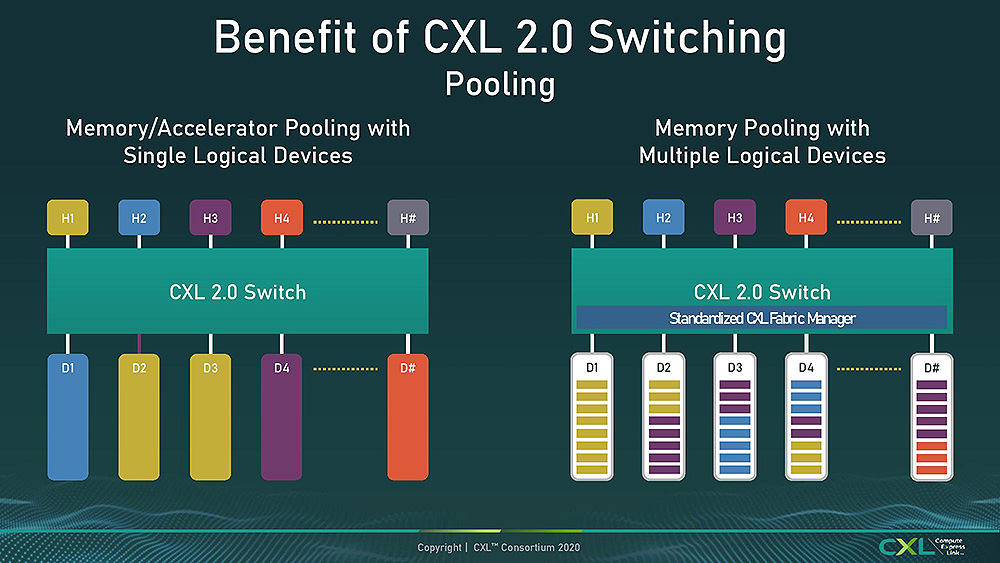 Benefit of CXL 2.0 Switching
Pooling
Memory/Accelerator Pooling with
Single Logical Devices
H1 H2 H3 H4 H#
CXL 2.0 Switch
D1 D2 D3 D4 D#
Memory Pooling with
Multiple Logical Devices
H1 H2 H3 H4 H#
CXL 2.0 Switch
Standardized CXL Fabric Manager
D1 D2 D3 D4 D#
Copyright | CXL™ Consortium 2020
CXL
Compute
Express
Link™